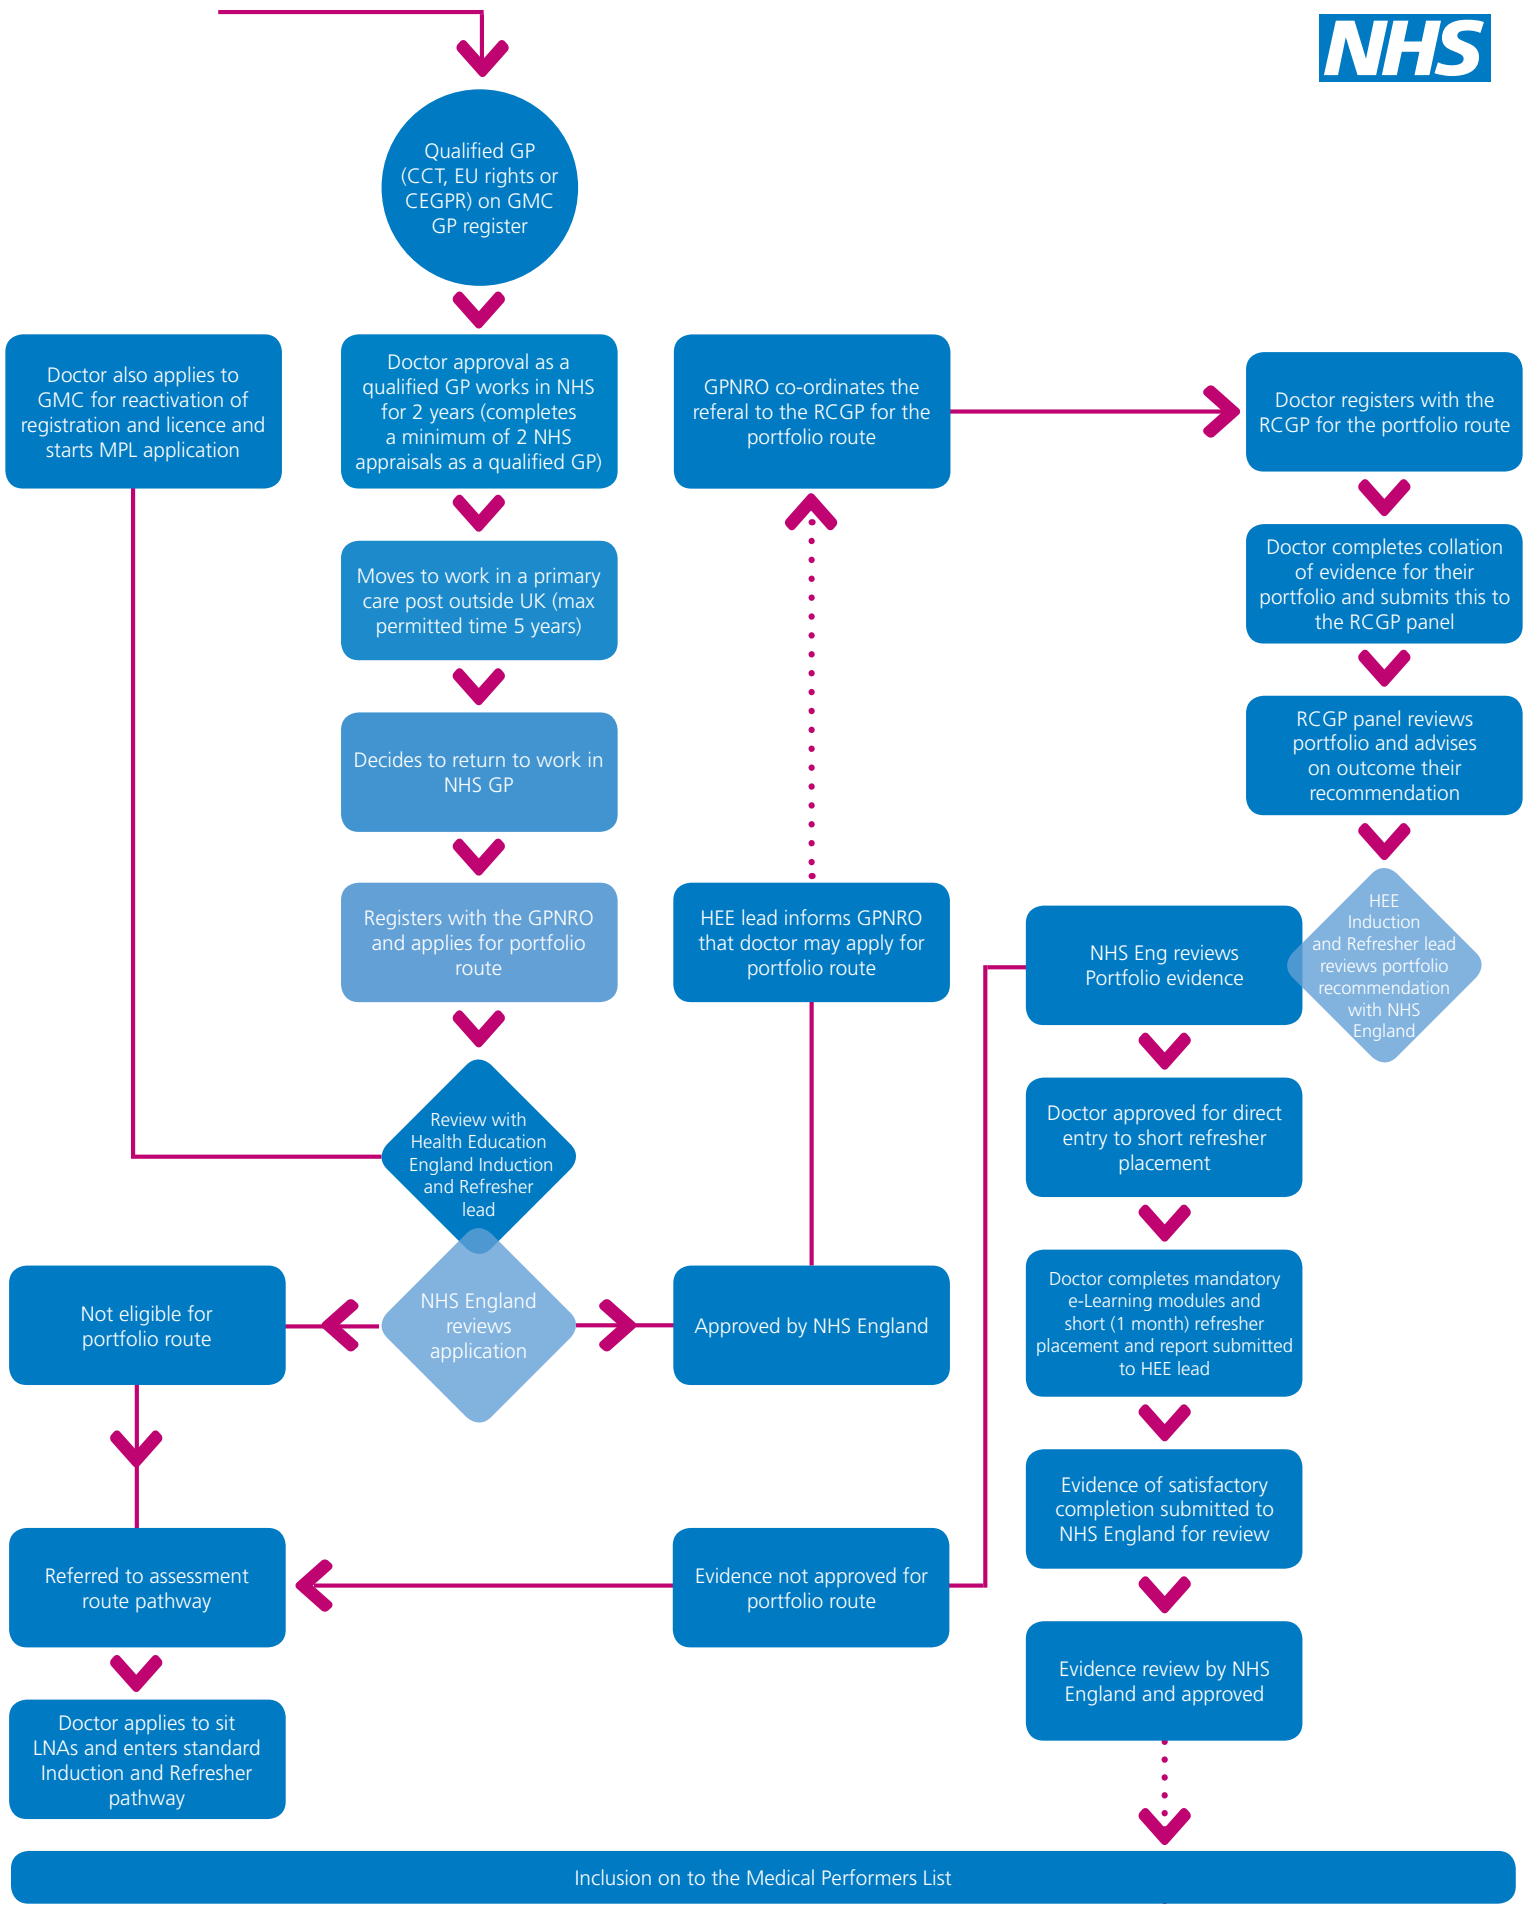 NHS
Qualified GP
(CCT, EU rights or
CEGPR) on GMC
GP register
Doctor also applies to
GMC for reactivation of
registration and licence and
starts MPL application
Doctor approval as a
qualified GP works in NHS
for 2 years (completes
a minimum of 2 NHS
appraisals as a qualified GP)
Moves to work in a primary
care post outside UK (max
permitted time 5 years)
Decides to return to work in
NHS GP
Registers with the GPNRO
and applies for portfolio
route
Review with
Health Education
England Induction
and Refresher
lead
NHS England
reviews
application
Not eligible for
portfolio route
Approved by NHS England
HEE lead informs GPNRO
that doctor may apply for
portfolio route
GPNRO co-ordinates the
referal to the RCGP for the
portfolio route
Doctor registers with the
RCGP for the portfolio route
Doctor completes collation
of evidence for their
portfolio and submits this to
the RCGP panel
RCGP panel reviews
portfolio and advises
on outcome their
recommendation
HEE
Induction
and Refresher lead
reviews portfolio
recommendation
with NHS
England
NHS Eng reviews
Portfolio evidence
Doctor approved for direct
entry to short refresher
placement
Doctor completes mandatory
e-Learning modules and
short (1 month) refresher
placement and report submitted
to HEE lead
Evidence of satisfactory
completion submitted to
NHS England for review
Evidence review by NHS
England and approved
Evidence not approved for
portfolio route
Referred to assessment
route pathway
Doctor applies to sit
LNAs and enters standard
Induction and Refresher
pathway
Inclusion on to the Medical Performers List